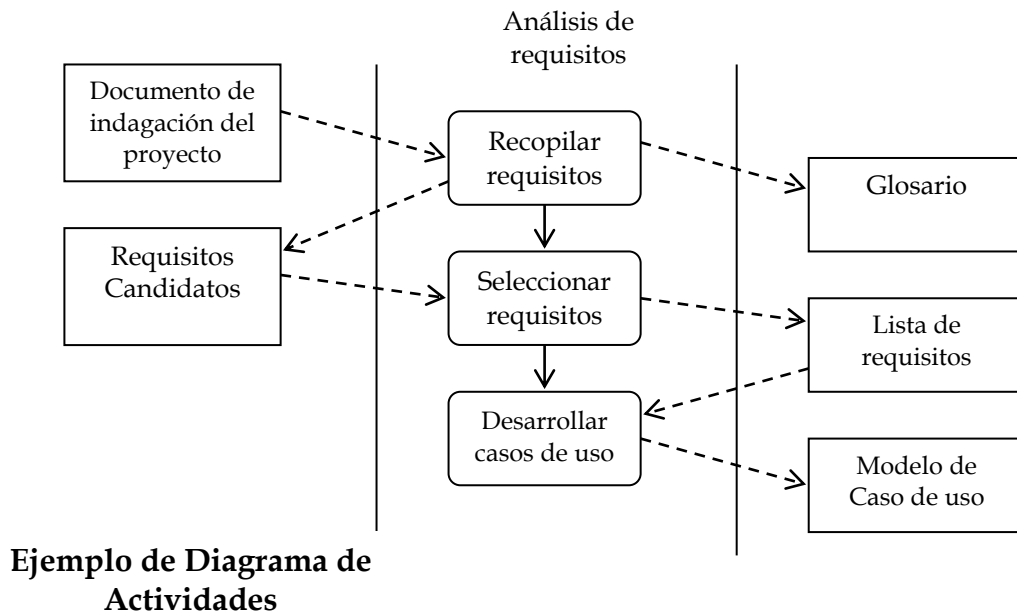 Análisis de
requisitos
Documento de
indagación del
proyecto
Recopilar
requisitos
Glosario
Requisitos
Candidatos
Seleccionar
requisitos
Lista de
requisitos
Desarrollar
casos de uso
Modelo de
Caso de uso
Ejemplo de Diagrama de
Actividades